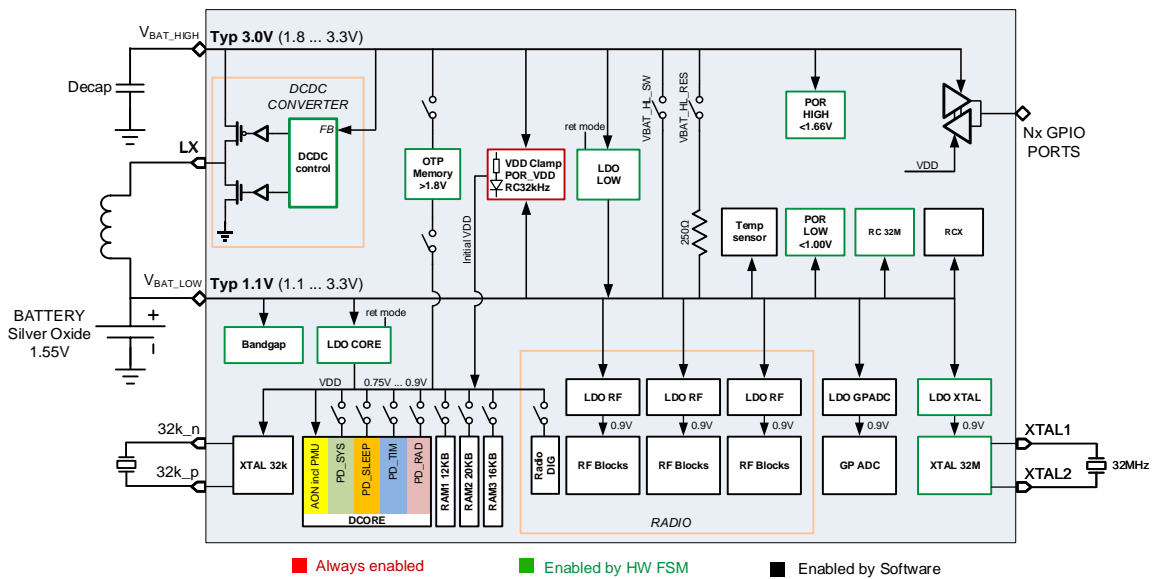 V_BAT_HIGH
Typ 3.0V (1.8 ... 3.3V)
Decap
DCDC
CONVERTER
FB
DCDC
control
LX
OTP
Memory
>1.8V
VDD Clamp
POR_VDD
RC32kHz
ret mode
LDO
LOW
VBAT_HL_SW
VBAT_HL_RES
POR
HIGH
<1.66V
Nx GPIO
PORTS
VDD
Initial VDD
250Ω
Temp
sensor
POR
LOW
<1.00V
RC 32M
RCX
V_BAT_LOW
Typ 1.1V (1.1 ... 3.3V)
BATTERY
Silver Oxide
1.55V
+
Bandgap
ret mode
LDO CORE
VDD
0.75V ... 0.9V
LDO RF
LDO RF
LDO RF
LDO GPADC
LDO XTAL
0.9V
0.9V
0.9V
0.9V
0.9V
32k_n
32k_p
XTAL 32k
AON incl PMU
PD_SYS
PD_SLEEP
PD_TIM
PD_RAD
DCORE
RAM1 12KB
RAM2 20KB
RAM3 16KB
Radio
DIG
RF Blocks
RF Blocks
RF Blocks
GP ADC
XTAL 32M
XTAL1
XTAL2
32MHz
RADIO
Always enabled
Enabled by HW FSM
Enabled by Software